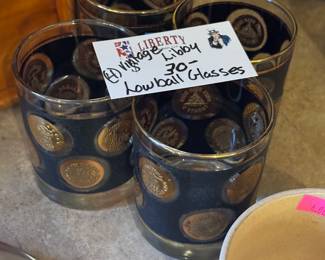 LIBERTY
(4) Vintage
Libby
30-
Lowball Glasses